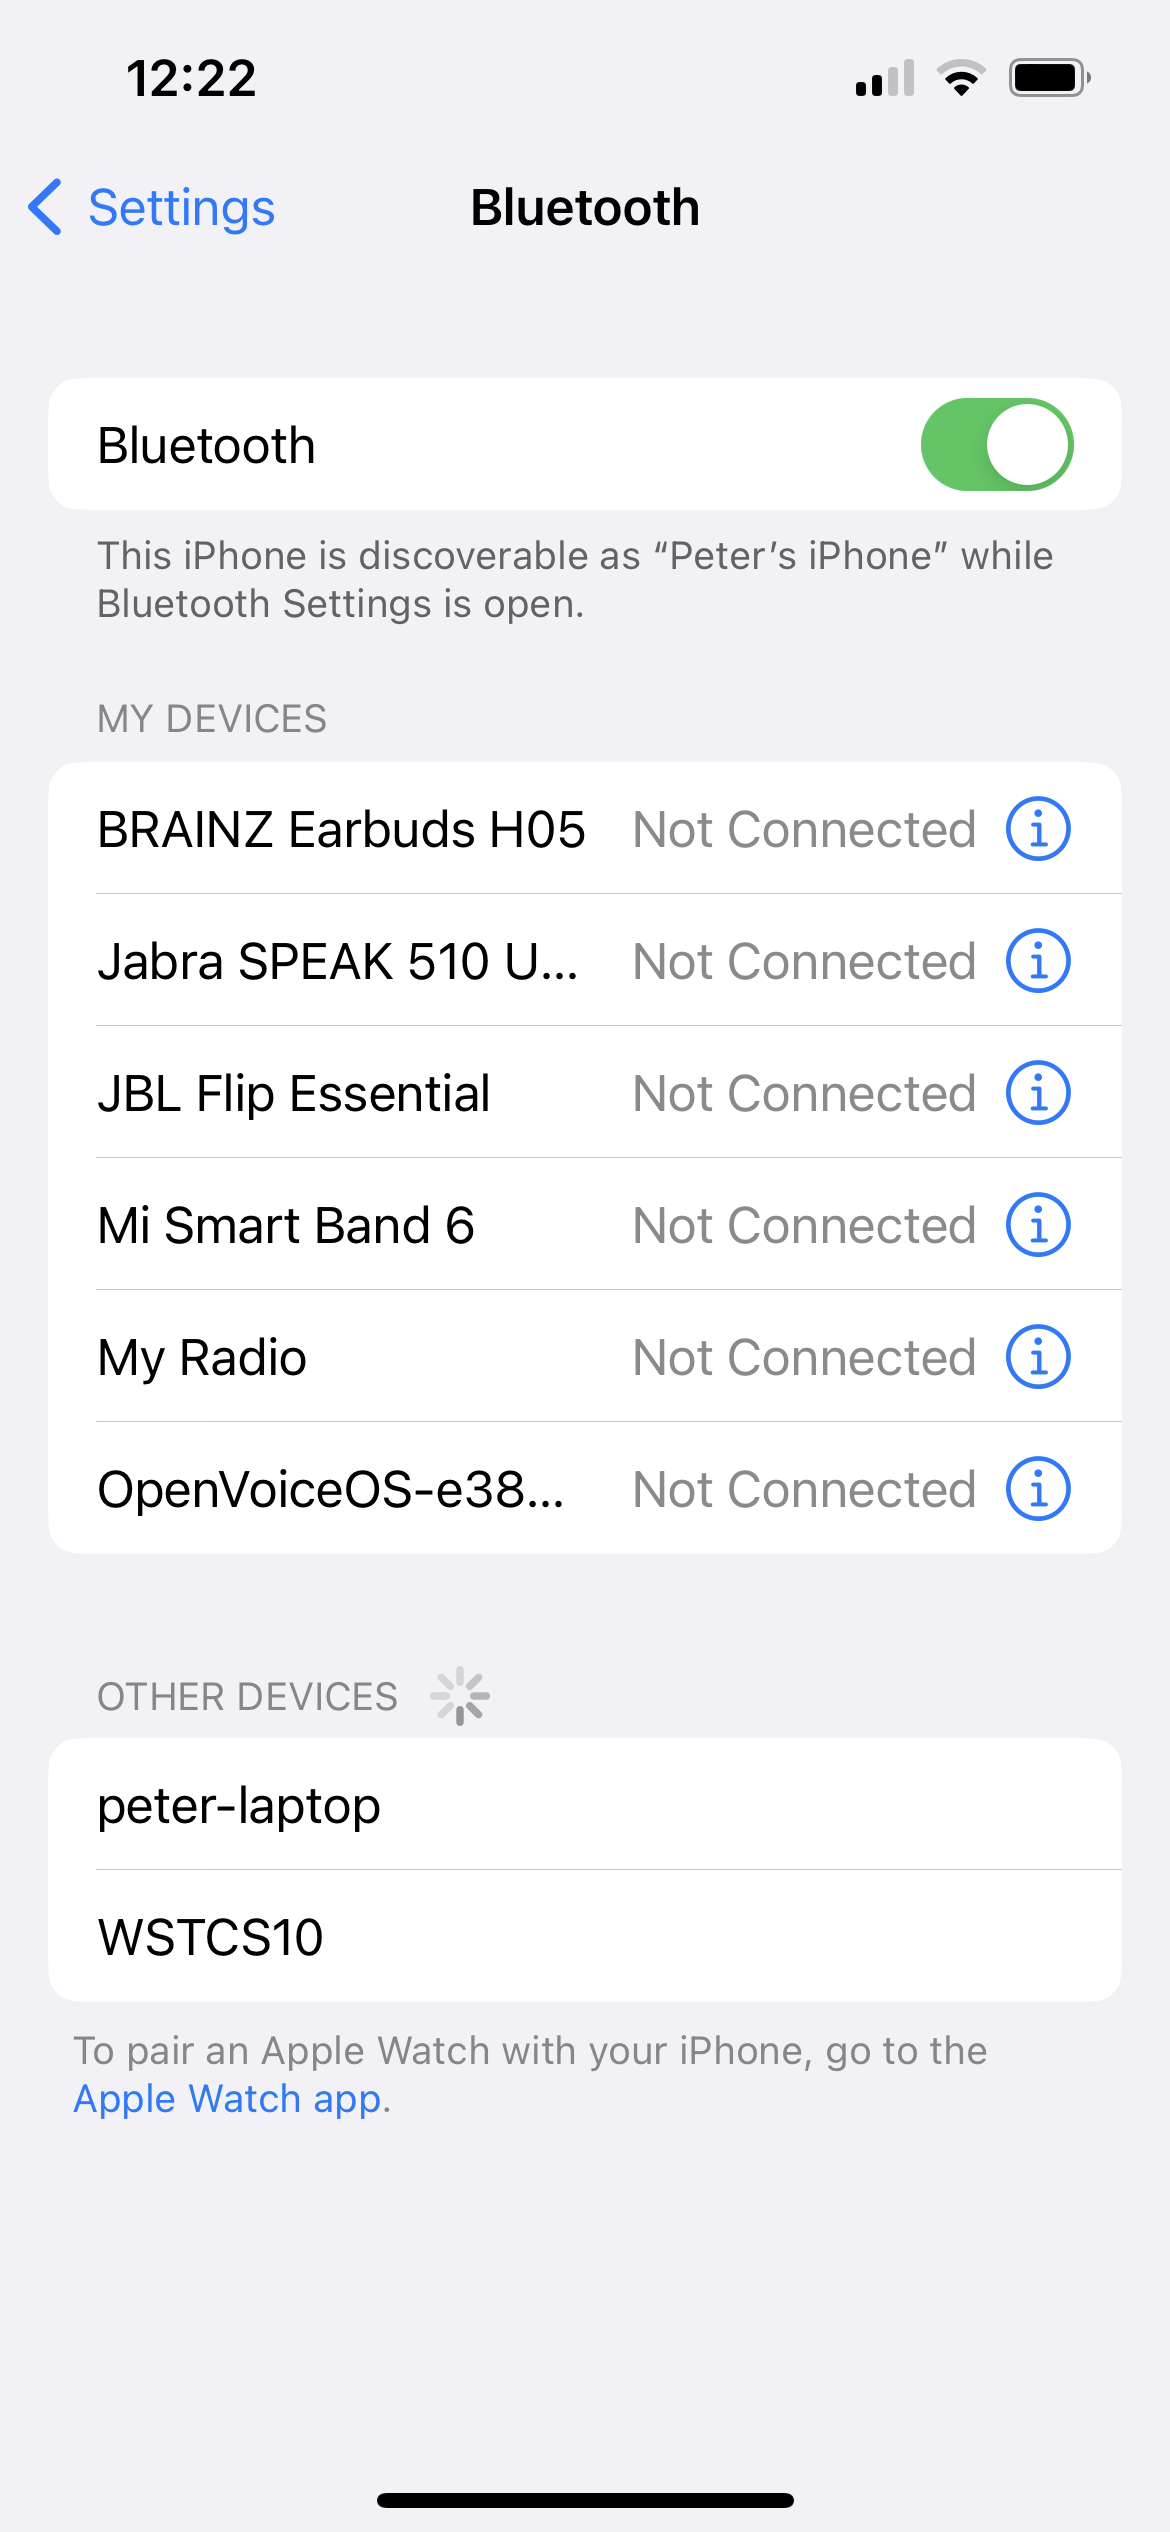 12:22
Settings
Bluetooth
Bluetooth
This iPhone is discoverable as “Peter’s iPhone” while
Bluetooth Settings is open.
MY DEVICES
BRAINZ Earbuds H05 Not Connected
Jabra SPEAK 510 U... Not Connected
JBL Flip Essential Not Connected
Mi Smart Band 6 Not Connected
My Radio Not Connected
OpenVoiceOS-e38... Not Connected
OTHER DEVICES
peter-laptop
WSTCS10
To pair an Apple Watch with your iPhone, go to the
Apple Watch app.